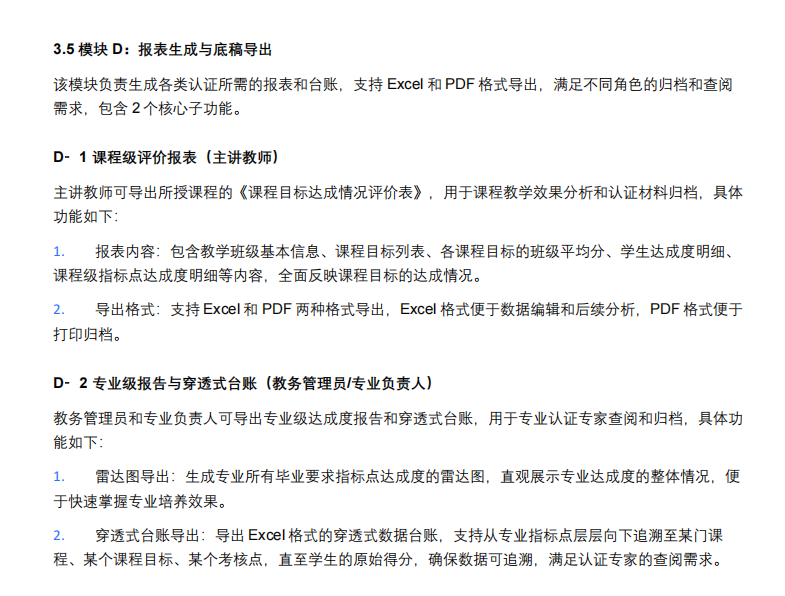 3.5 模块 D：报表生成与底稿导出
该模块负责生成各类认证所需的报表和台账，支持 Excel 和 PDF 格式导出，满足不同角色的归档和查阅
需求，包含 2 个核心子功能。
D- 1 课程级评价报表（主讲教师）
主讲教师可导出所授课程的《课程目标达成情况评价表》，用于课程教学效果分析和认证材料归档，具体
功能如下：
1. 报表内容：包含教学班级基本信息、课程目标列表、各课程目标的班级平均分、学生达成度明细、
课程级指标点达成度明细等内容，全面反映课程目标的达成情况。
2. 导出格式：支持 Excel 和 PDF 两种格式导出，Excel 格式便于数据编辑和后续分析，PDF 格式便于
打印归档。
D- 2 专业级报告与穿透式台账（教务管理员/专业负责人）
教务管理员和专业负责人可导出专业级达成度报告和穿透式台账，用于专业认证专家查阅和归档，具体功
能如下：
1. 雷达图导出：生成专业所有毕业要求指标点达成度的雷达图，直观展示专业达成度的整体情况，便
于快速掌握专业培养效果。
2. 穿透式台账导出：导出 Excel 格式的穿透式数据台账，支持从专业指标点层层向下追溯至某门课
程、某个课程目标、某个考核点，直至学生的原始得分，确保数据可追溯，满足认证专家的查阅需求。